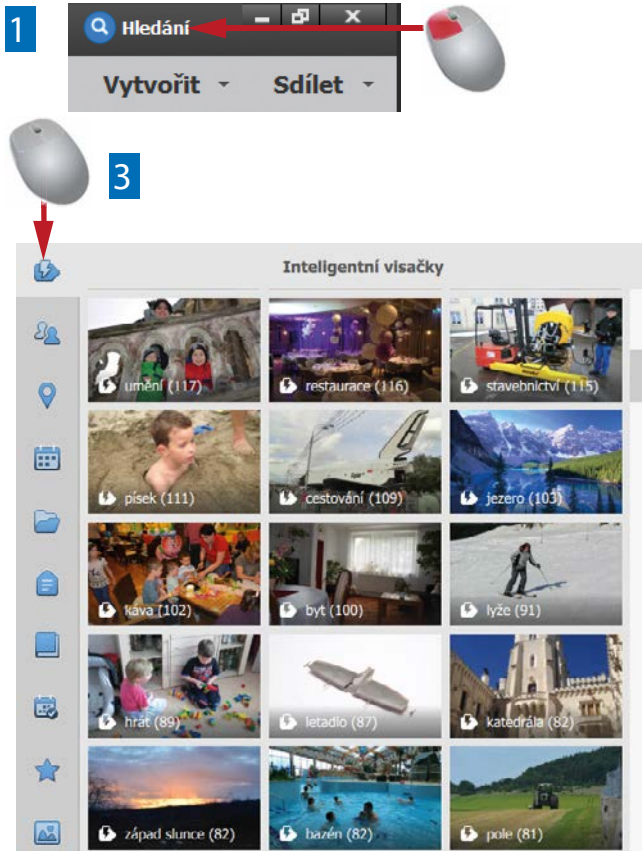 1
Hledání
Vytvořit Sdílet
3
Inteligentní visačky
umění (117) restaurace (116) stavebnictví (115)
písek (111) cestování (109) jezero (103)
káva (102) byt (100) lyže (91)
hrát (89) letadlo (87) katedrála (82)
západ slunce (82) bazén (82) pole (81)